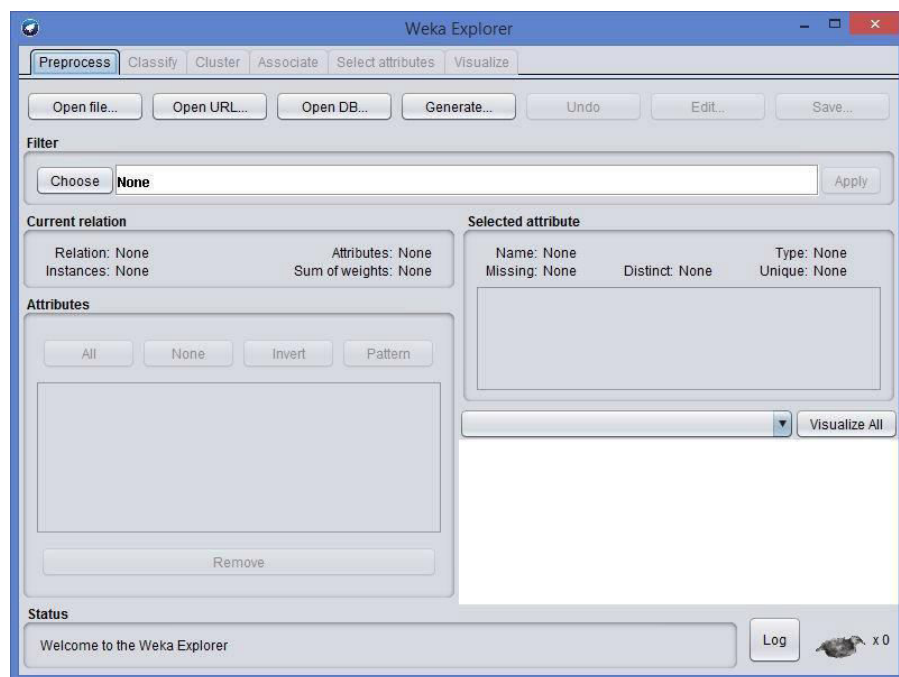 Weka Explorer
Preprocess Classify Cluster Associate Select attributes Visualize
Open file... Open URL... Open DB... Generate... Undo Edit... Save...
Filter
Choose None Apply
Current relation
Relation: None Attributes: None
Instances: None Sum of weights: None
Selected attribute
Name: None Type: None
Missing: None Distinct: None Unique: None
Attributes
All None Invert Pattern
Remove
Visualize All
Status
Welcome to the Weka Explorer
Log x 0